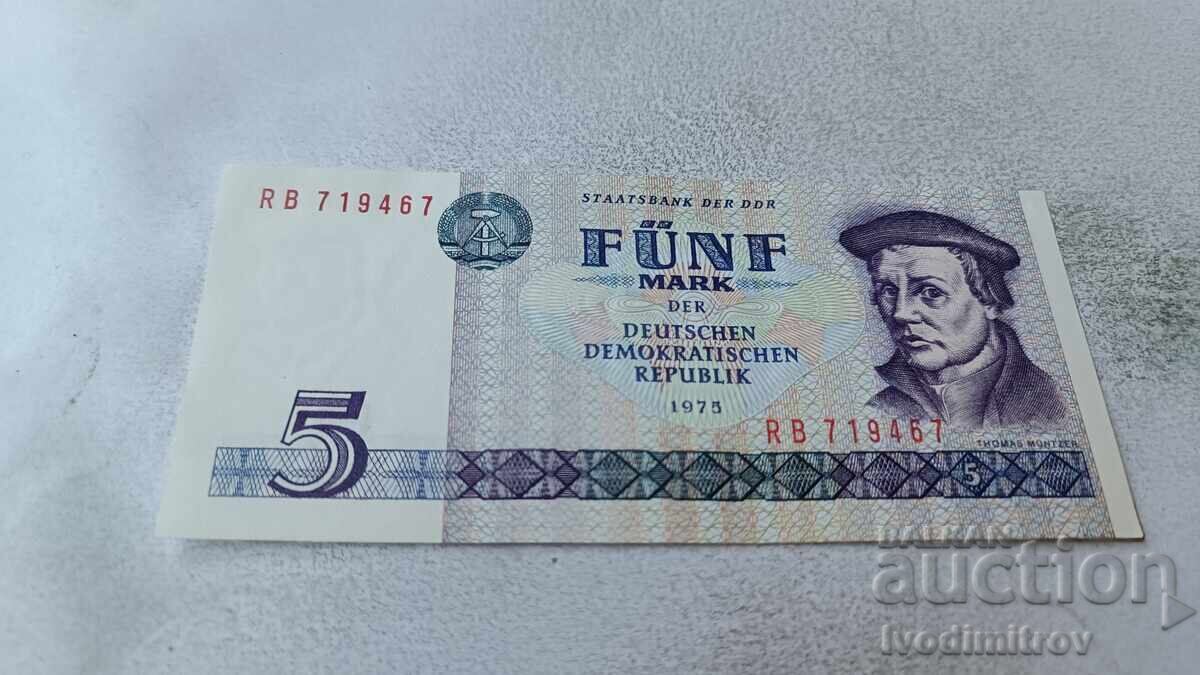 RB 719467
STAATSBANK DER DDR
FÜNF
MARK
DER
DEUTSCHEN
DEMOKRATISCHEN
REPUBLIK
1975
RB 719467
THOMAS MÜNTZER
5
5
BALKAN
auction
Ivodimitrov